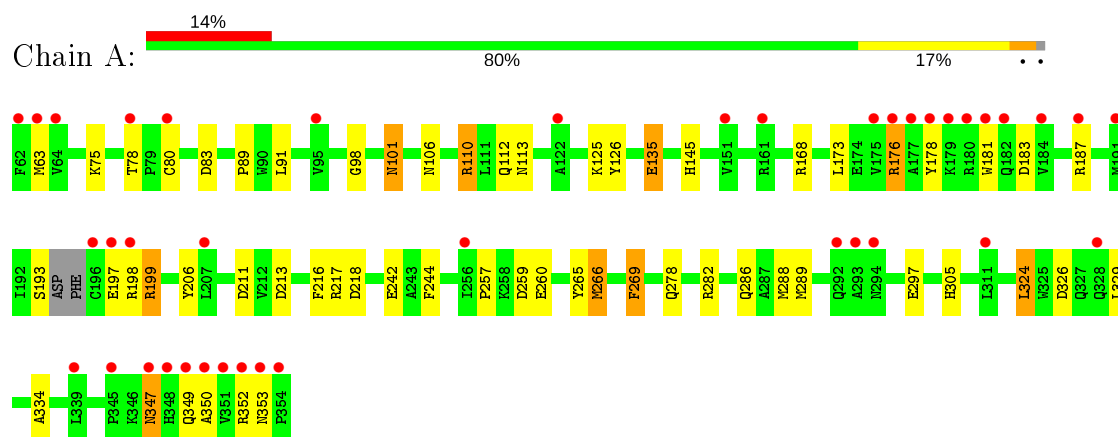 14%
Chain A:
80% 17% • •
F62 M63 V64 K75 T78 P79 C80 D83 P89 W90 L91 V95 G98 N101 N106 R110 L111 Q112 N113 A122 K125 Y126 E135 H145 V151 R161 R168 L173 E174 V175 R176 A177 Y178 K179 R180 W181 Q182 D183 V184 R187 M191
I192 S193 ASP PHE C196 E197 R198 R199 Y206 L207 D211 V212 D213 F216 R217 D218 E242 A243 F244 I256 P257 K258 D259 E260 Y265 M266 F269 Q278 R282 Q286 A287 M288 M289 Q292 A293 N294 E297 H305 L311 L324 W325 D326 Q327 Q328 L329
A334 L339 P345 K346 N347 H348 Q349 A350 V351 R352 N353 P354